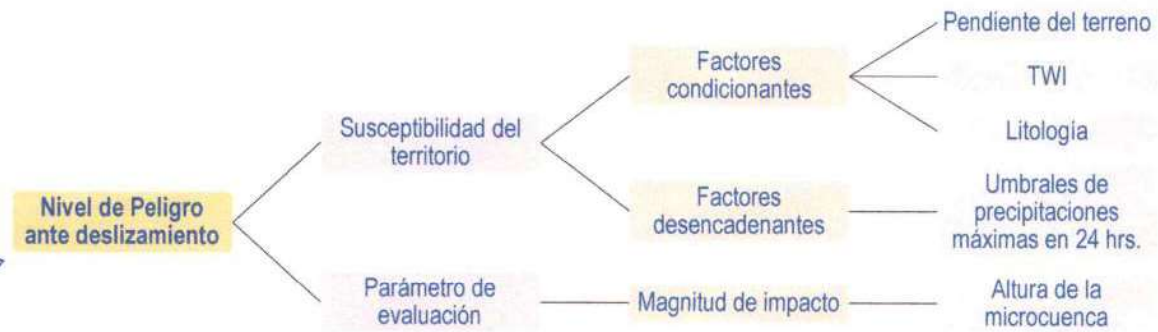 Pendiente del terreno
Factores
condicionantes
TWI
Susceptibilidad del
territorio
Litología
Nivel de Peligro
ante deslizamiento
Factores
desencadenantes
Umbrales de
precipitaciones
máximas en 24 hrs.
Parámetro de
evaluación
Magnitud de impacto
Altura de la
microcuenca